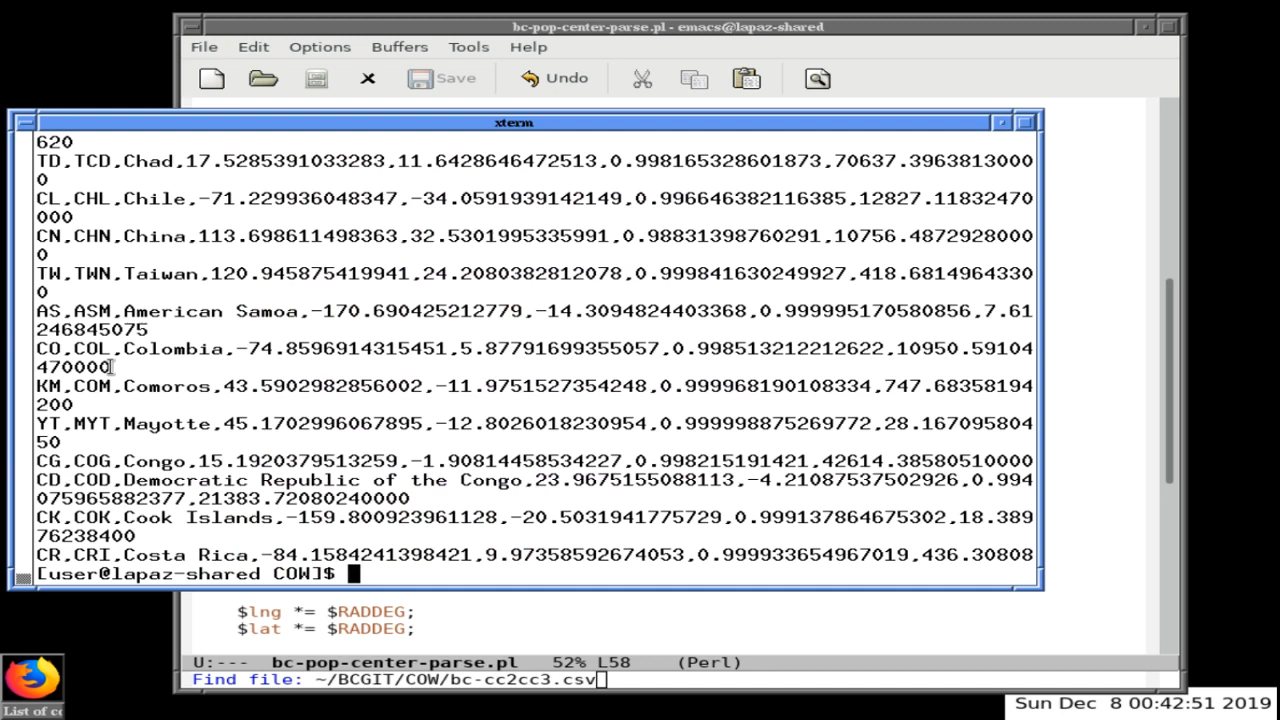 bc-pop-center-parse.pl - emacs@lapaz-shared
File Edit Options Buffers Tools Help
Save Undo
xterm
620
TD,TCD,Chad,17.5285391033283,11.6428646472513,0.998165328601873,70637.3963813000
0
CL,CHL,Chile,-71.229936048347,-34.0591939142149,0.996646382116385,12827.11832470
000
CN,CHN,China,113.698611498363,32.5301995335991,0.98831398760291,10756.4872928000
0
TW,TWN,Taiwan,120.945875419941,24.2080382812078,0.999841630249927,418.6814964330
0
AS,ASM,American Samoa,-170.690425212779,-14.3094824403368,0.999995170580856,7.61
246845075
CO,COL,Colombia,-74.8596914315451,5.87791699355057,0.998513212212622,10950.59104
470000
KM,COM,Comoros,43.5902982856002,-11.9751527354248,0.999968190108334,747.68358194
200
YT,MYT,Mayotte,45.1702996067895,-12.8026018230954,0.999998875269772,28.167095804
50
CG,COG,Congo,15.1920379513259,-1.90814458534227,0.998215191421,42614.38580510000
CD,COD,Democratic Republic of the Congo,23.9675155088113,-4.21087537502926,0.994
075965882377,21383.72080240000
CK,COK,Cook Islands,-159.800923961128,-20.5031941775729,0.999137864675302,18.389
76238400
CR,CRI,Costa Rica,-84.1584241398421,9.97358592674053,0.999933654967019,436.30808
[user@lapaz-shared COW]$
$lng *= $RADDEG;
$lat *= $RADDEG;
U:--- bc-pop-center-parse.pl 52% L58 (Perl)
Find file: ~/BCGIT/COW/bc-cc2cc3.csv
List of co
Sun Dec 8 00:42:51 2019